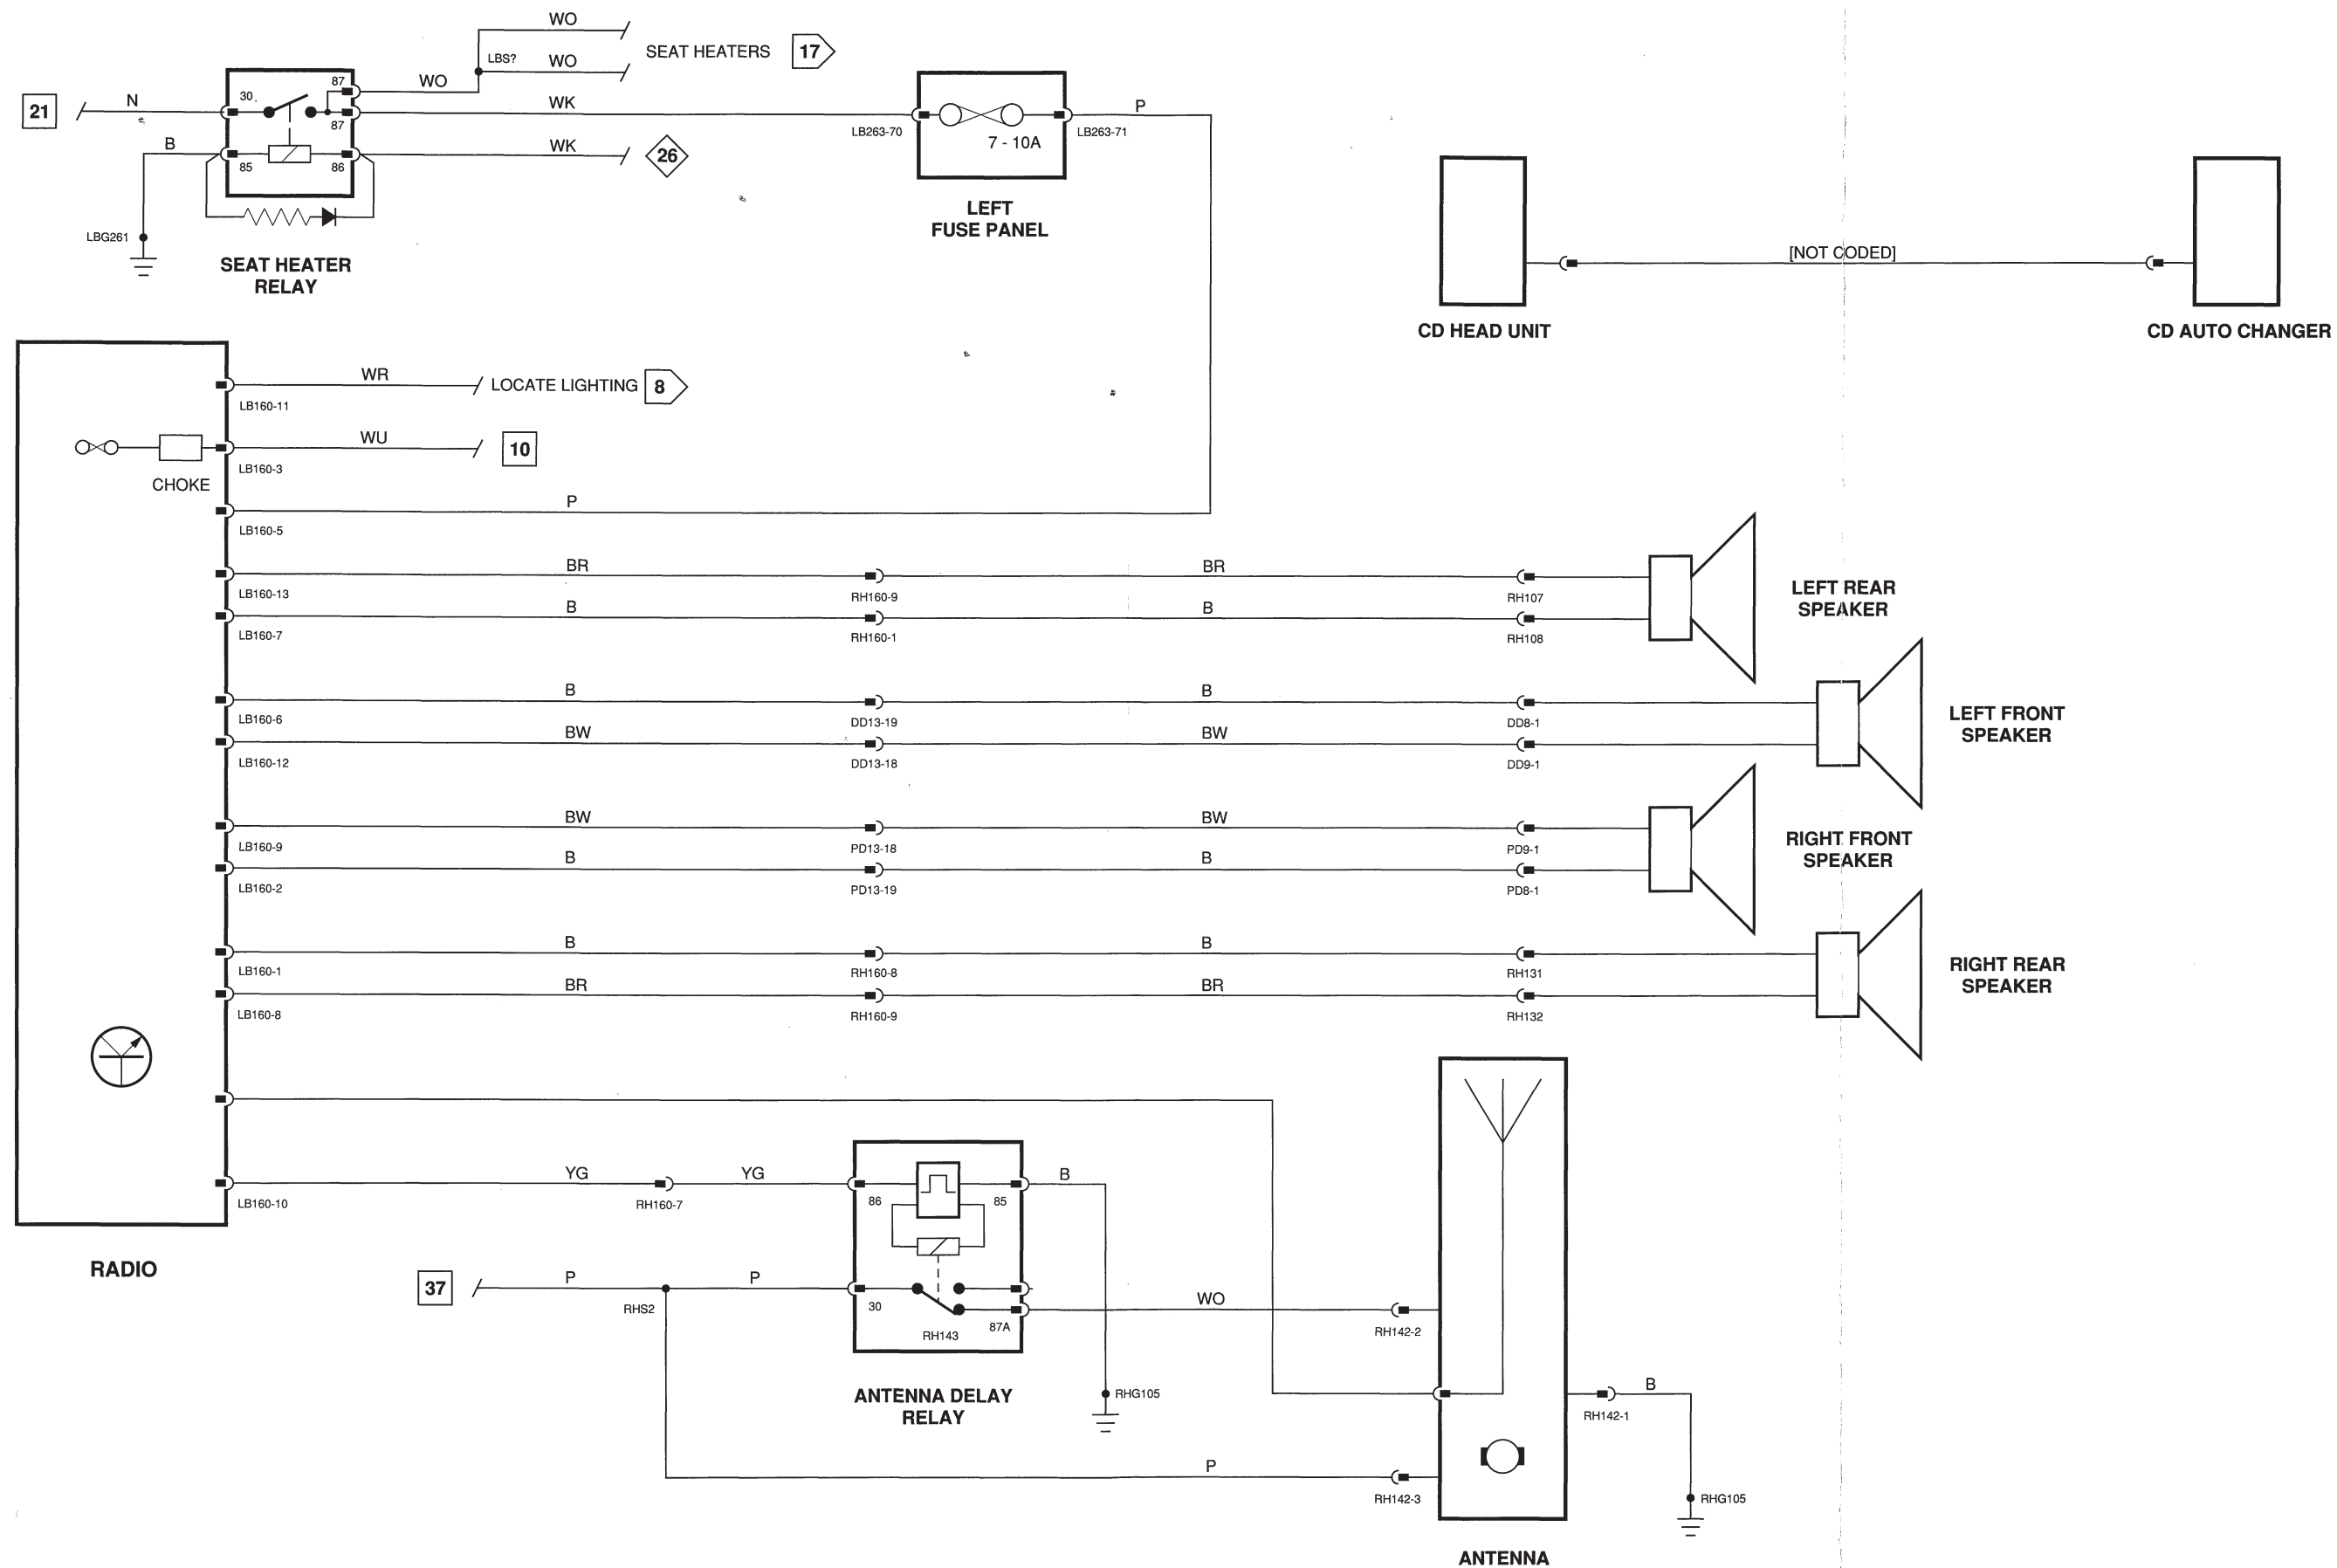 WO
LBS?
WO
SEAT HEATERS
17
21
N
30
87
WO
87
WK
LB263-70
7 - 10A
LB263-71
P
B
85
86
WK
26
LBG261
SEAT HEATER
RELAY
LEFT
FUSE PANEL
[NOT CODED]
CD HEAD UNIT
CD AUTO CHANGER
WR
LOCATE LIGHTING
8
LB160-11
WU
10
LB160-3
CHOKE
P
LB160-5
BR
BR
LB160-13
RH160-9
RH107
B
B
LB160-7
RH160-1
RH108
LEFT REAR
SPEAKER
B
B
LB160-6
DD13-19
DD8-1
BW
BW
LB160-12
DD13-18
DD9-1
LEFT FRONT
SPEAKER
BW
BW
LB160-9
PD13-18
PD9-1
B
B
LB160-2
PD13-19
PD8-1
RIGHT FRONT
SPEAKER
B
B
LB160-1
RH160-8
RH131
BR
BR
LB160-8
RH160-9
RH132
RIGHT REAR
SPEAKER
YG
YG
B
LB160-10
RH160-7
86
85
RADIO
37
P
P
RHS2
30
RH143
87A
WO
RH142-2
ANTENNA DELAY
RELAY
RHG105
B
RH142-1
P
RH142-3
RHG105
ANTENNA